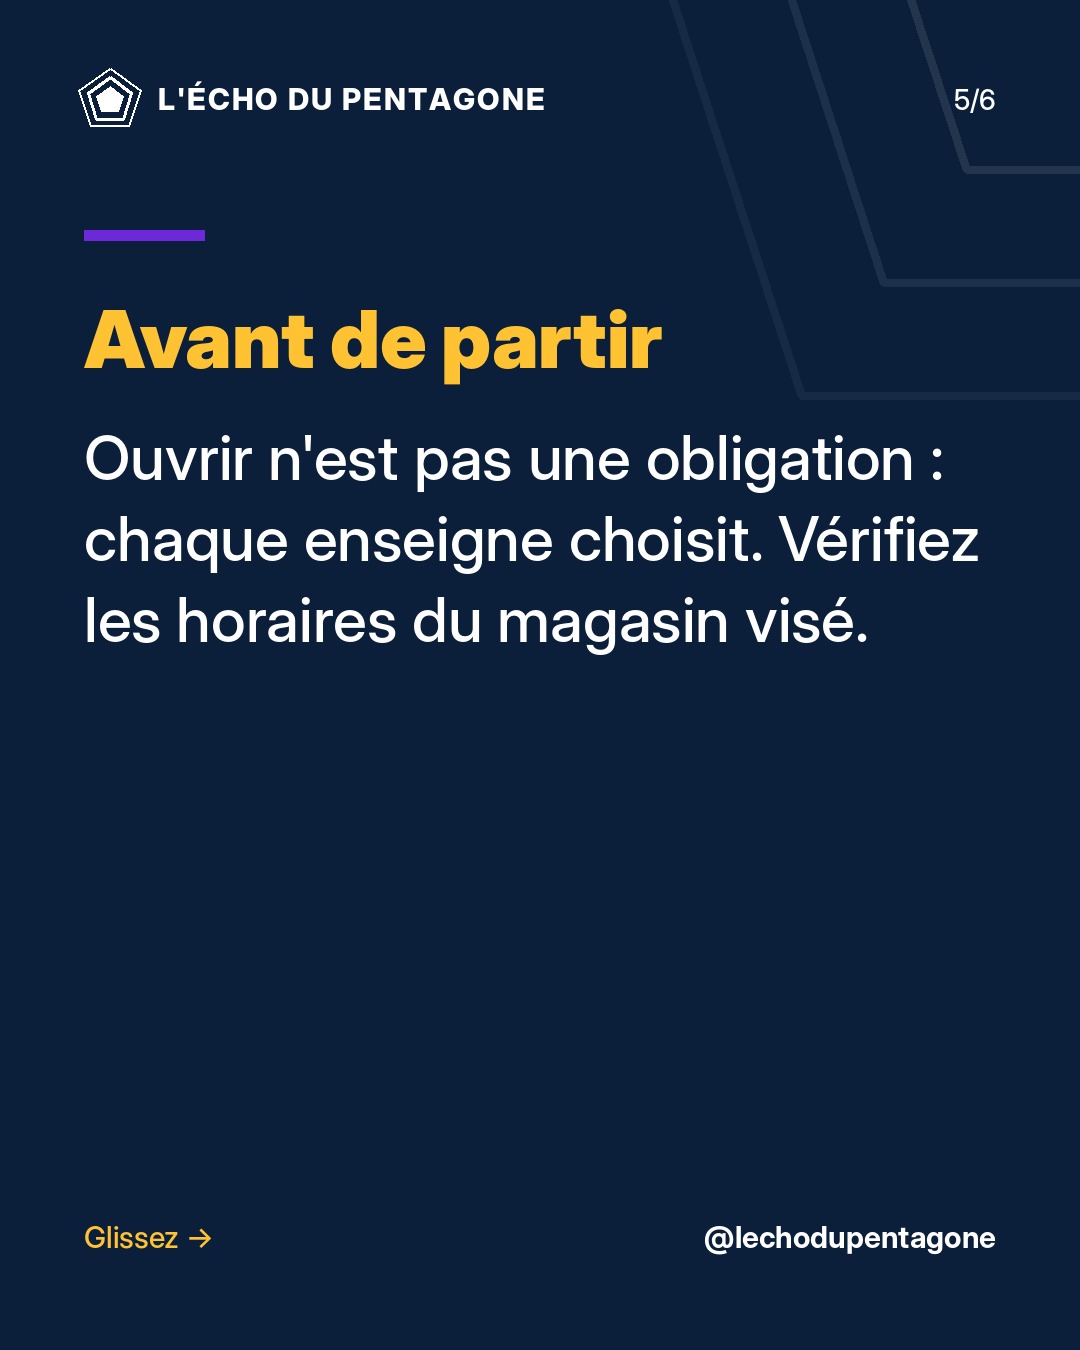 L'ÉCHO DU PENTAGONE
5/6
Avant de partir
Ouvrir n'est pas une obligation :
chaque enseigne choisit. Vérifiez
les horaires du magasin visé.
Glissez →
@lechodupentagone